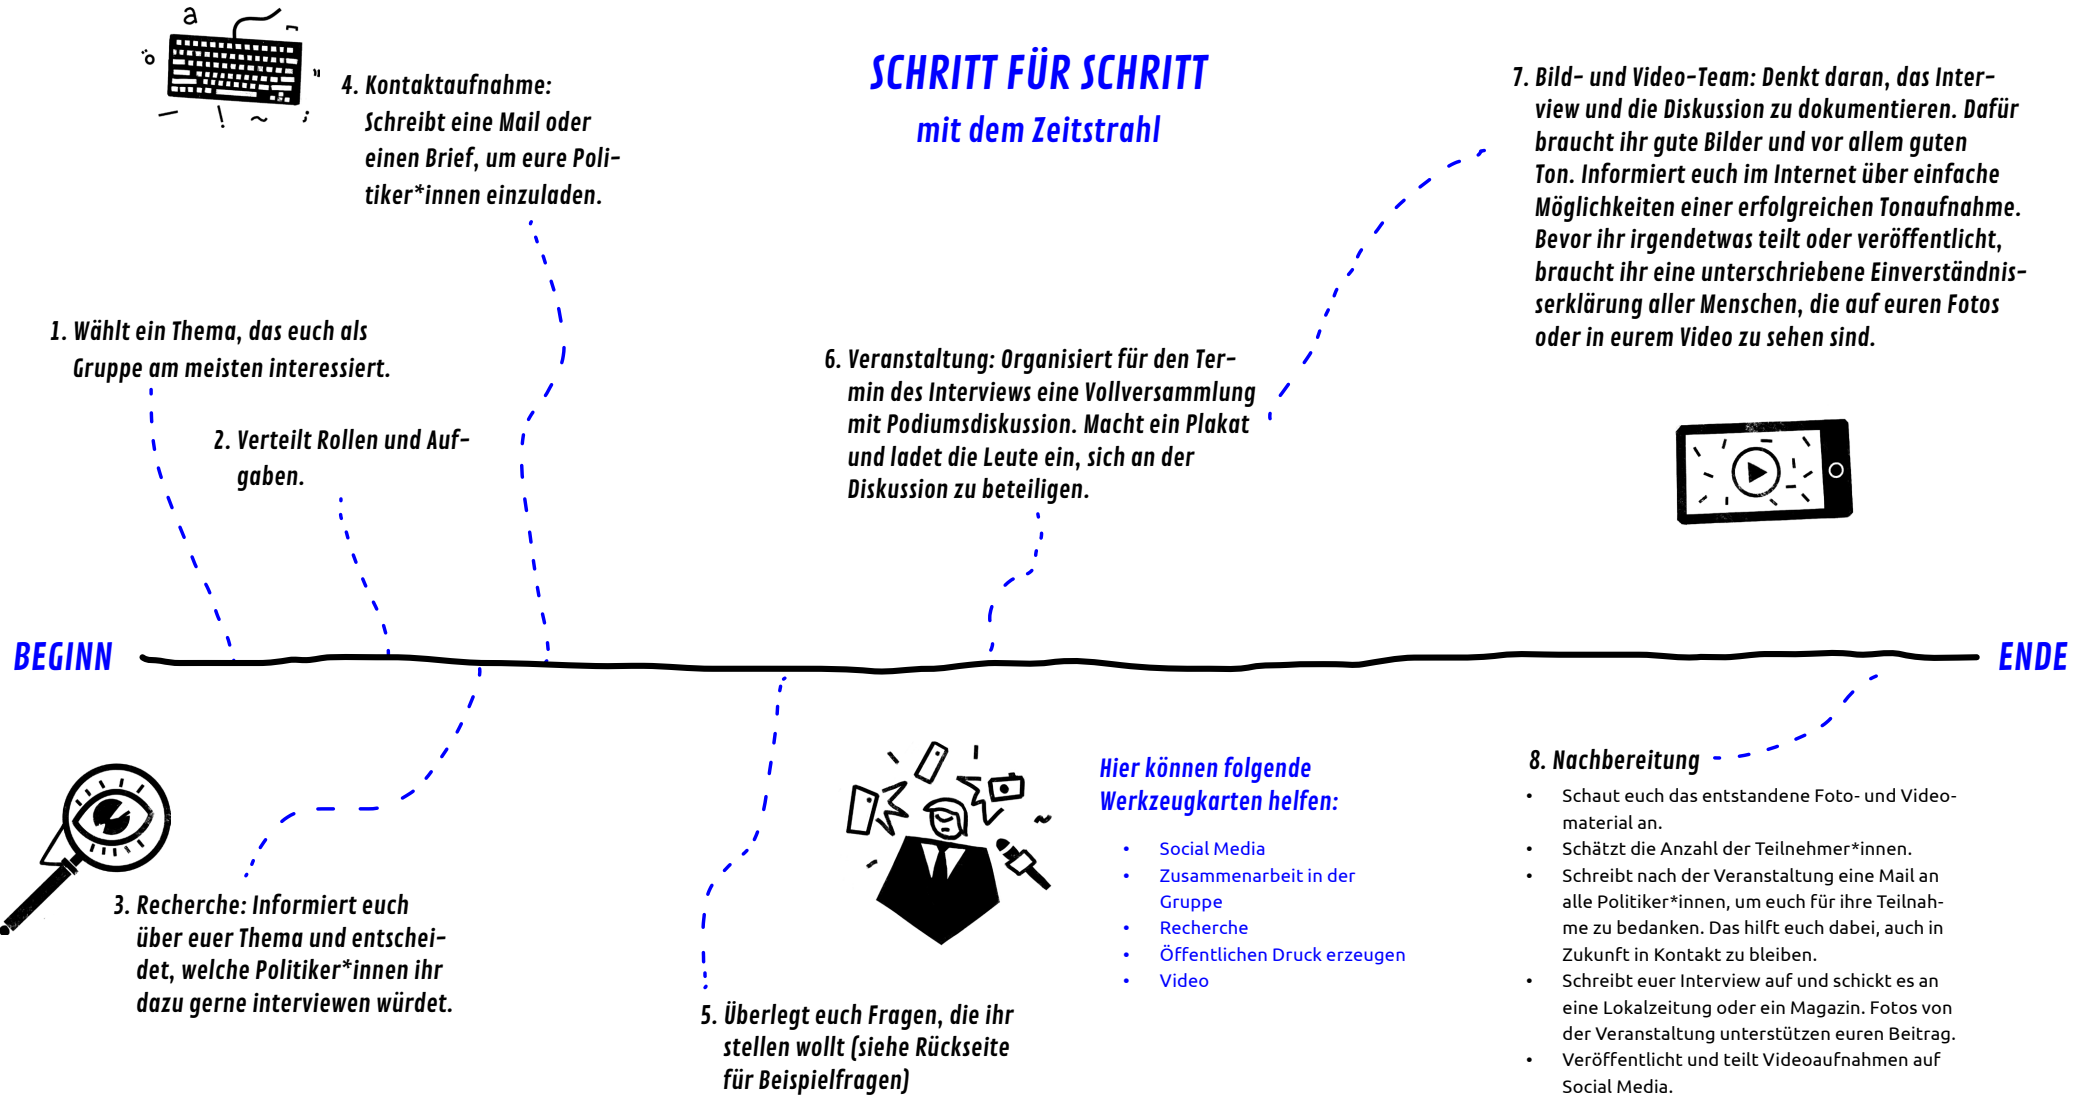 SCHRITT FÜR SCHRITT
mit dem Zeitstrahl
BEGINN
ENDE
1. Wählt ein Thema, das euch als
Gruppe am meisten interessiert.
2. Verteilt Rollen und Auf-
gaben.
3. Recherche: Informiert euch
über euer Thema und entschei-
det, welche Politiker*innen ihr
dazu gerne interviewen würdet.
a
ö
"
!
~
;
4. Kontaktaufnahme:
Schreibt eine Mail oder
einen Brief, um eure Poli-
tiker*innen einzuladen.
5. Überlegt euch Fragen, die ihr
stellen wollt (siehe Rückseite
für Beispielfragen)
6. Veranstaltung: Organisiert für den Ter-
min des Interviews eine Vollversammlung
mit Podiumsdiskussion. Macht ein Plakat
und ladet die Leute ein, sich an der
Diskussion zu beteiligen.
7. Bild- und Video-Team: Denkt daran, das Inter-
view und die Diskussion zu dokumentieren. Dafür
braucht ihr gute Bilder und vor allem guten
Ton. Informiert euch im Internet über einfache
Möglichkeiten einer erfolgreichen Tonaufnahme.
Bevor ihr irgendetwas teilt oder veröffentlicht,
braucht ihr eine unterschriebene Einverständnis-
serklärung aller Menschen, die auf euren Fotos
oder in eurem Video zu sehen sind.
Hier können folgende
Werkzeugkarten helfen:
• Social Media
• Zusammenarbeit in der
Gruppe
• Recherche
• Öffentlichen Druck erzeugen
• Video
8. Nachbereitung
• Schaut euch das entstandene Foto- und Video-
material an.
• Schätzt die Anzahl der Teilnehmer*innen.
• Schreibt nach der Veranstaltung eine Mail an
alle Politiker*innen, um euch für ihre Teilnah-
me zu bedanken. Das hilft euch dabei, auch in
Zukunft in Kontakt zu bleiben.
• Schreibt euer Interview auf und schickt es an
eine Lokalzeitung oder ein Magazin. Fotos von
der Veranstaltung unterstützen euren Beitrag.
• Veröffentlicht und teilt Videoaufnahmen auf
Social Media.